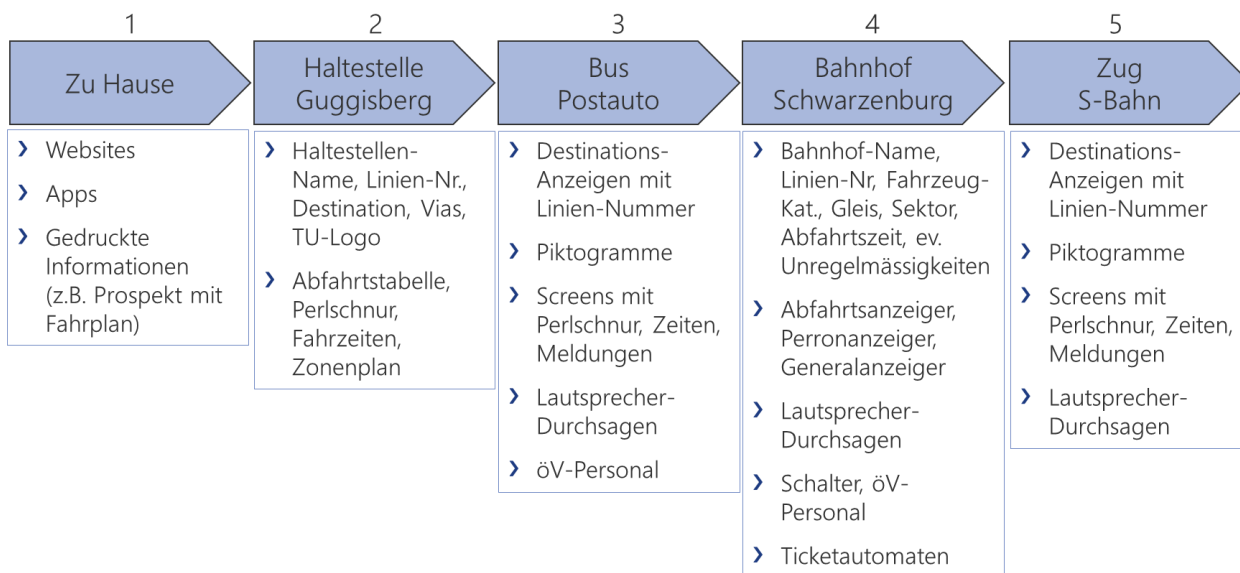 1
Zu Hause
Websites
Apps
Gedruckte
Informationen
(z.B. Prospekt mit
Fahrplan)
2
Haltestelle
Guggisberg
Haltestellen-
Name, Linien-Nr.,
Destination, Vias,
TU-Logo
Abfahrtstabelle,
Perlschnur,
Fahrzeiten,
Zonenplan
3
Bus
Postauto
Destinations-
Anzeigen mit
Linien-Nummer
Piktogramme
Screens mit
Perlschnur, Zeiten,
Meldungen
Lautsprecher-
Durchsagen
öV-Personal
4
Bahnhof
Schwarzenburg
Bahnhof-Name,
Linien-Nr, Fahrzeug-
Kat., Gleis, Sektor,
Abfahrtszeit, ev.
Unregelmässigkeiten
Abfahrtsanzeiger,
Perronanzeiger,
Generalanzeiger
Lautsprecher-
Durchsagen
Schalter, öV-
Personal
Ticketautomaten
5
Zug
S-Bahn
Destinations-
Anzeigen mit
Linien-Nummer
Piktogramme
Screens mit
Perlschnur, Zeiten,
Meldungen
Lautsprecher-
Durchsagen